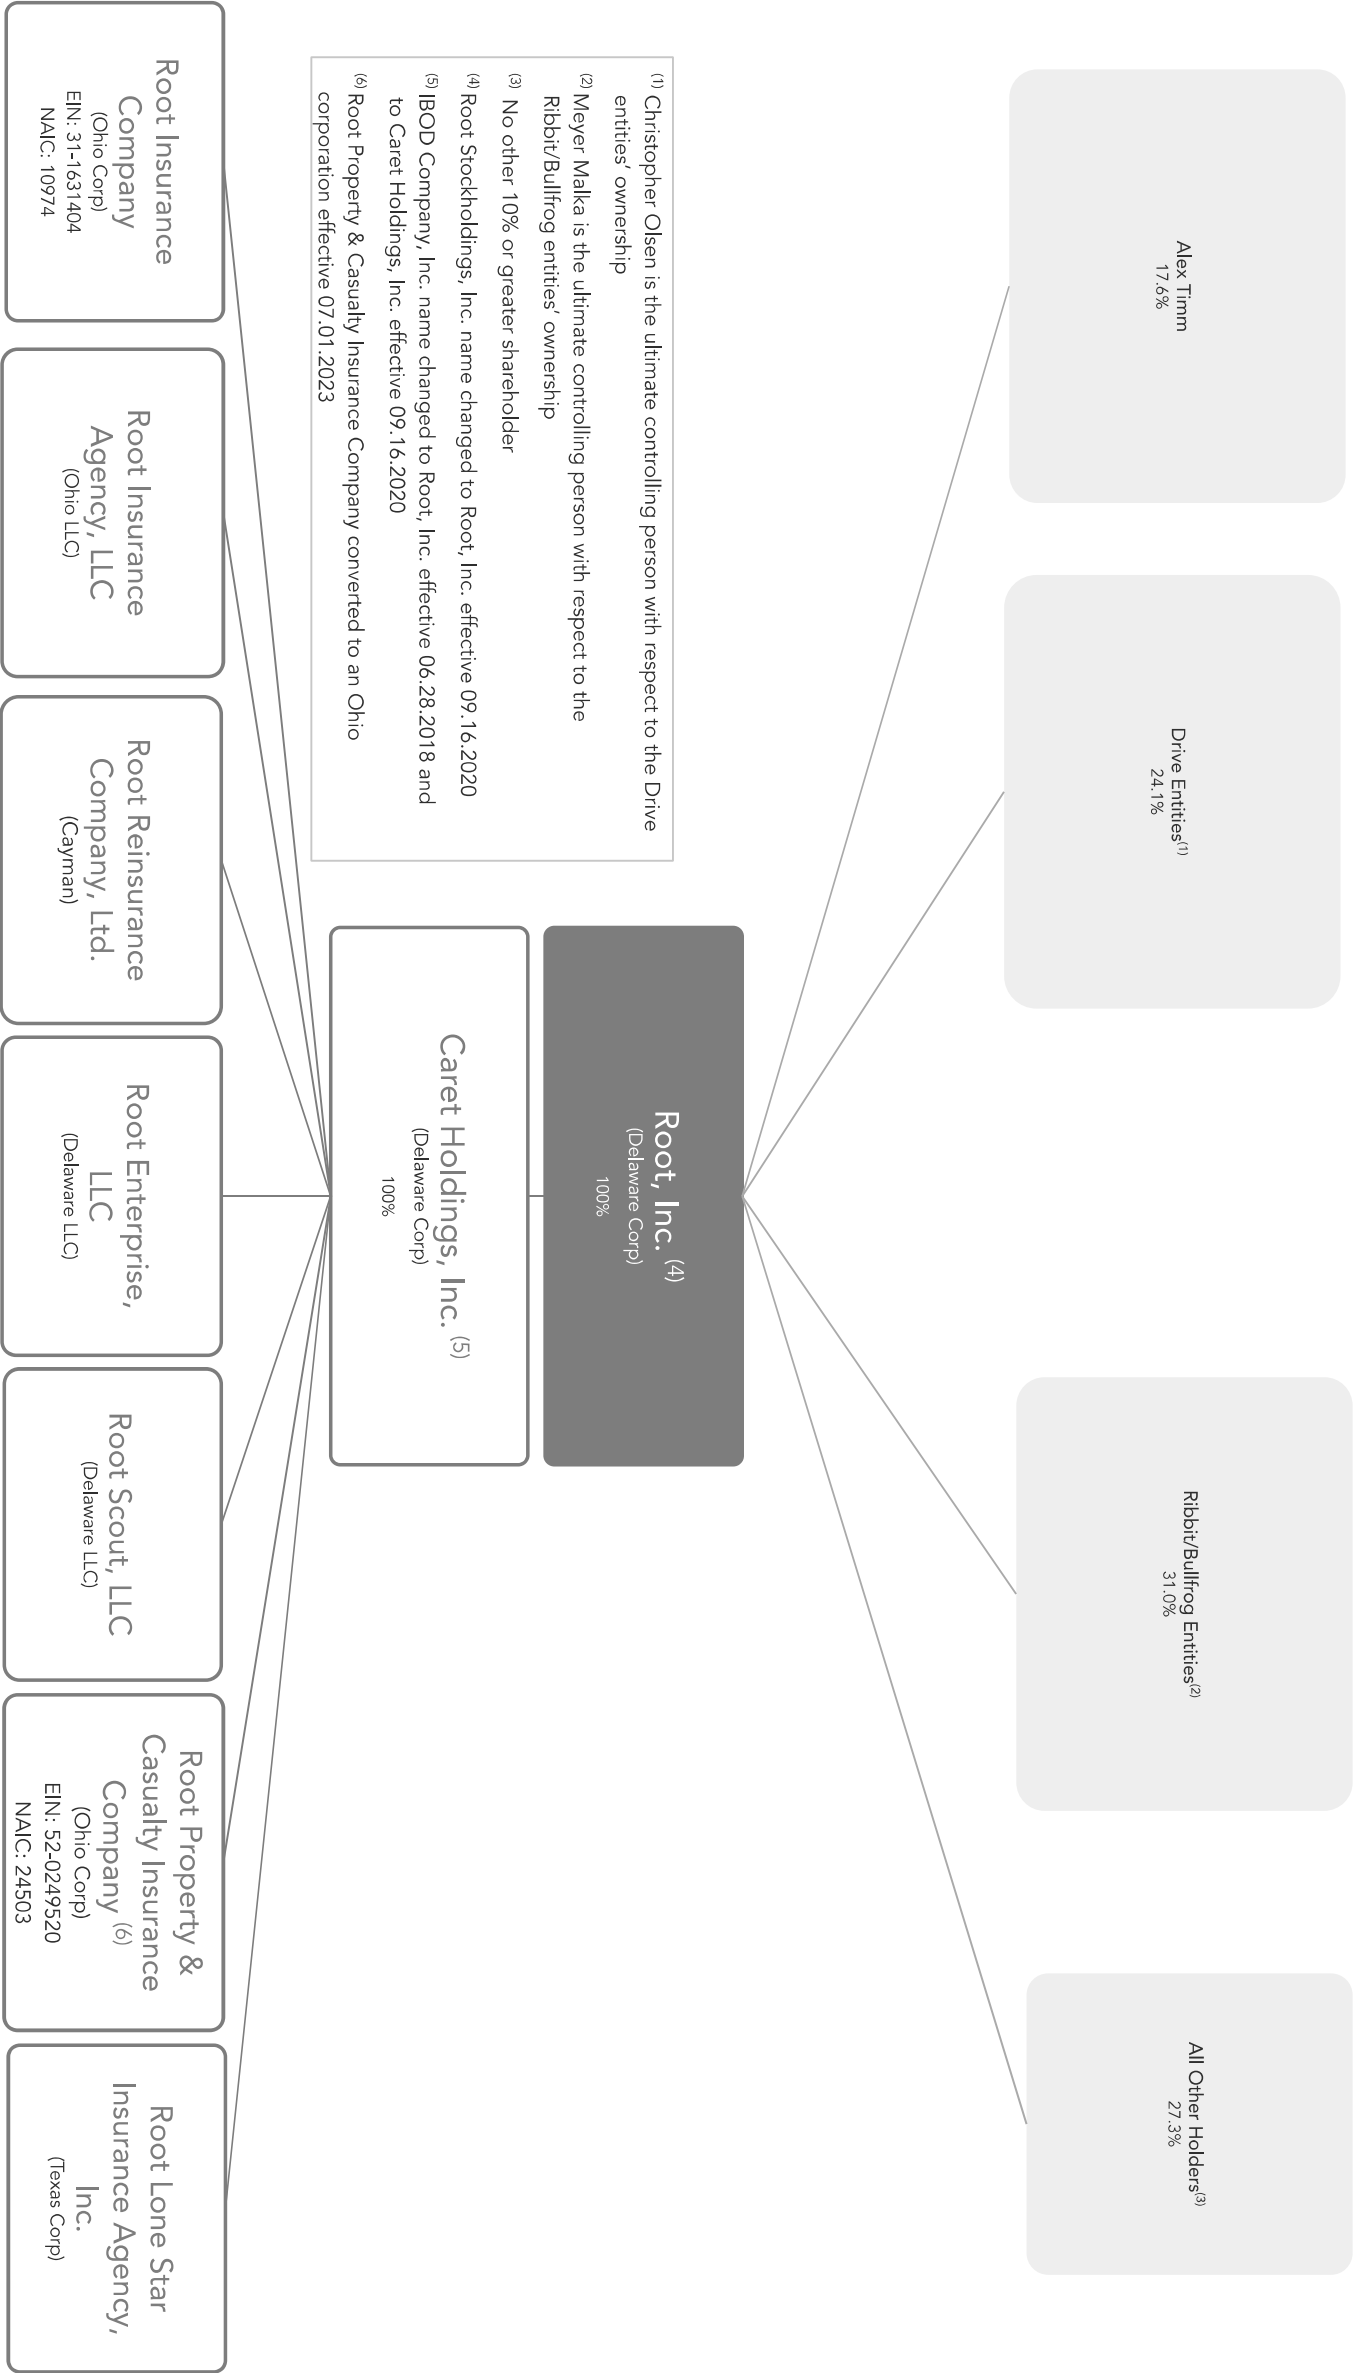 Alex Timm
17.6%
Drive Entities(1)
24.1%
Ribbit/Bullfrog Entities(2)
31.0%
All Other Holders(3)
27.3%
Root, Inc. (4)
(Delaware Corp)
100%
(1) Christopher Olsen is the ultimate controlling person with respect to the Drive
entities’ ownership
(2) Meyer Malka is the ultimate controlling person with respect to the
Ribbit/Bullfrog entities’ ownership
(3) No other 10% or greater shareholder
(4) Root Stockholdings, Inc. name changed to Root, Inc. effective 09.16.2020
(5) IBOD Company, Inc. name changed to Root, Inc. effective 06.28.2018 and
to Caret Holdings, Inc. effective 09.16.2020
(6) Root Property & Casualty Insurance Company converted to an Ohio
corporation effective 07.01.2023
Caret Holdings, Inc. (5)
(Delaware Corp)
100%
Root Insurance
Company
(Ohio Corp)
EIN: 31-1631404
NAIC: 10974
Root Insurance
Agency, LLC
(Ohio LLC)
Root Reinsurance
Company, Ltd.
(Cayman)
Root Enterprise,
LLC
(Delaware LLC)
Root Scout, LLC
(Delaware LLC)
Root Property &
Casualty Insurance
Company (6)
(Ohio Corp)
EIN: 52-0249520
NAIC: 24503
Root Lone Star
Insurance Agency,
Inc.
(Texas Corp)